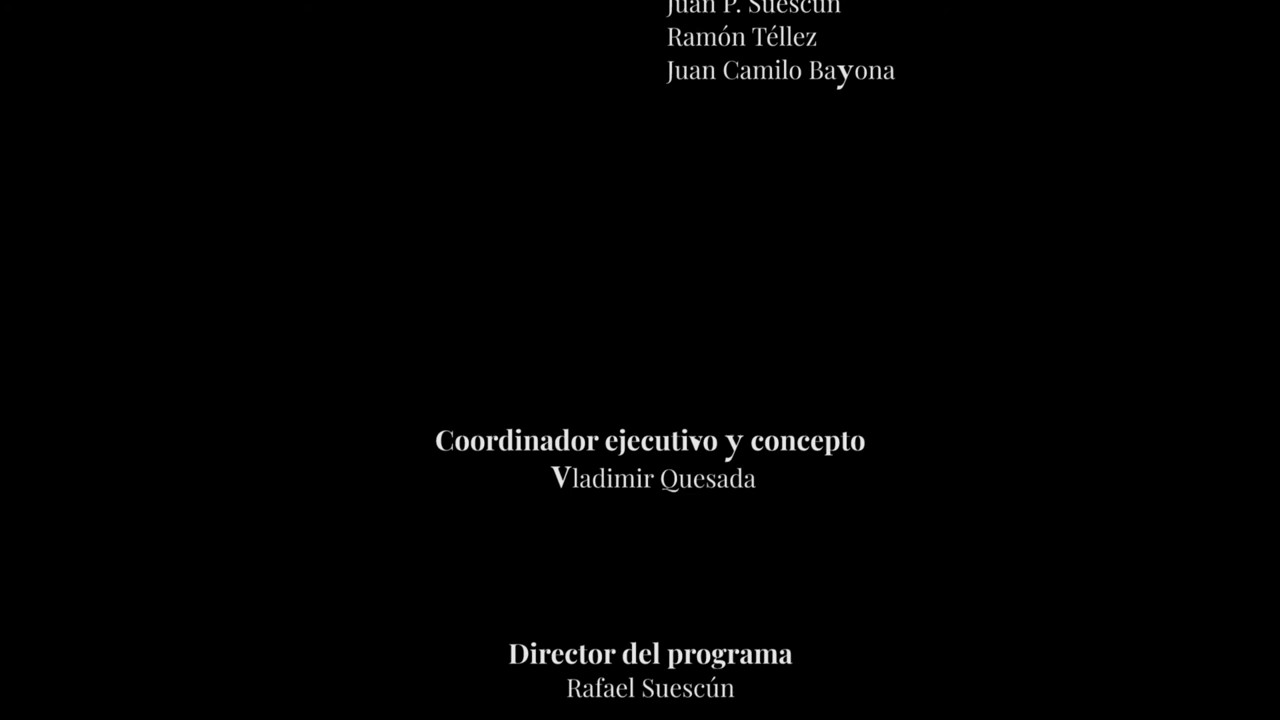 Juan P. Suescún
Ramón Téllez
Juan Camilo Bayona
Coordinador ejecutivo y concepto
Vladimir Quesada
Director del programa
Rafael Suescún